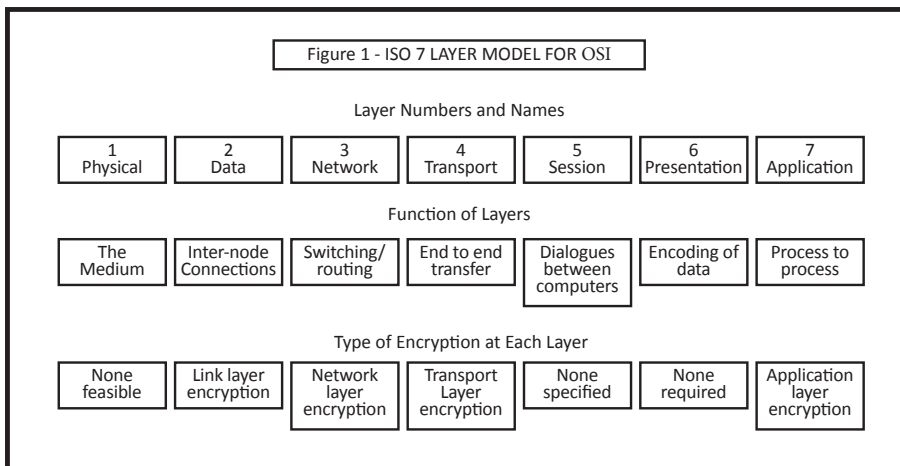 Figure 1 - ISO 7 LAYER MODEL FOR OSI
Layer Numbers and Names
1
Physical
2
Data
3
Network
4
Transport
5
Session
6
Presentation
7
Application
Function of Layers
The
Medium
Inter-node
Connections
Switching/
routing
End to end
transfer
Dialogues
between
computers
Encoding of
data
Process to
process
Type of Encryption at Each Layer
None
feasible
Link layer
encryption
Network
layer
encryption
Transport
Layer
encryption
None
specified
None
required
Application
layer
encryption